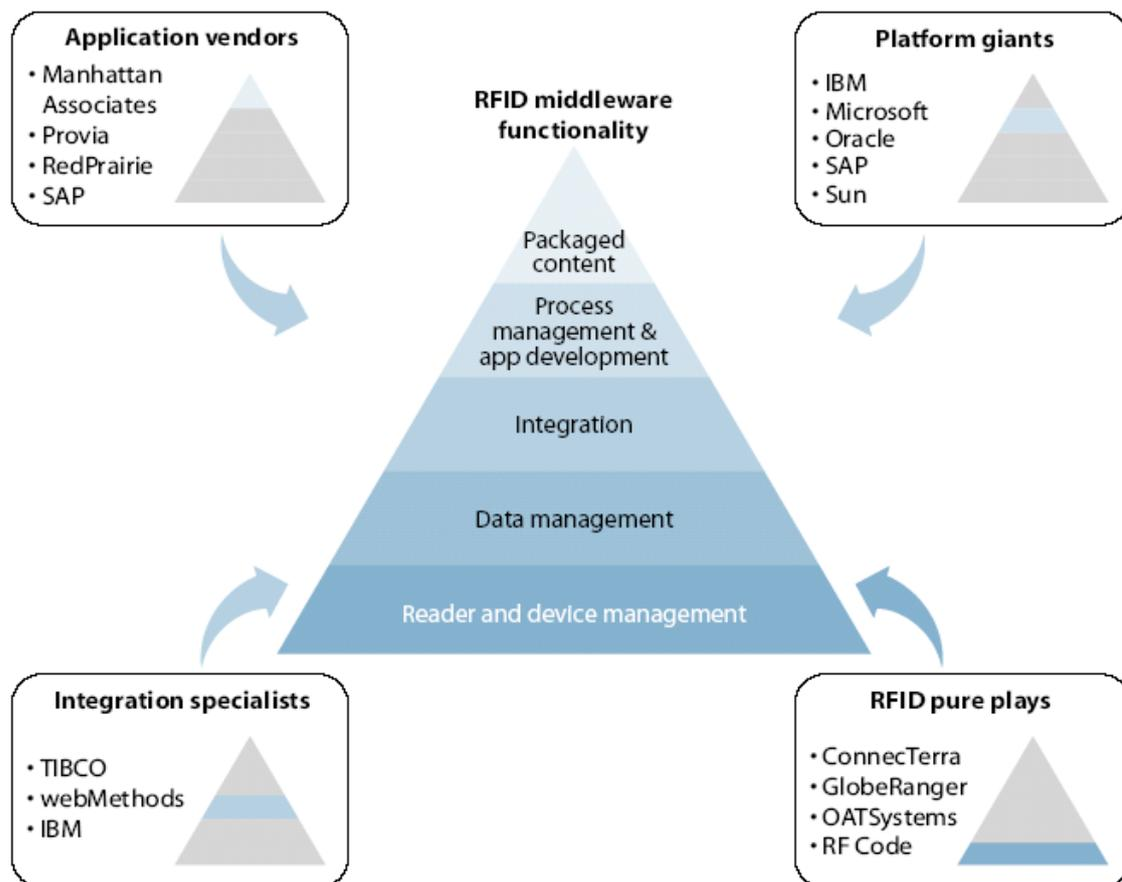 Application vendors
• Manhattan
Associates
• Provia
• RedPrairie
• SAP
Platform giants
• IBM
• Microsoft
• Oracle
• SAP
• Sun
RFID middleware
functionality
Packaged
content
Process
management &
app development
Integration
Data management
Reader and device management
Integration specialists
• TIBCO
• webMethods
• IBM
RFID pure plays
• ConnecTerra
• GlobeRanger
• OATSystems
• RF Code